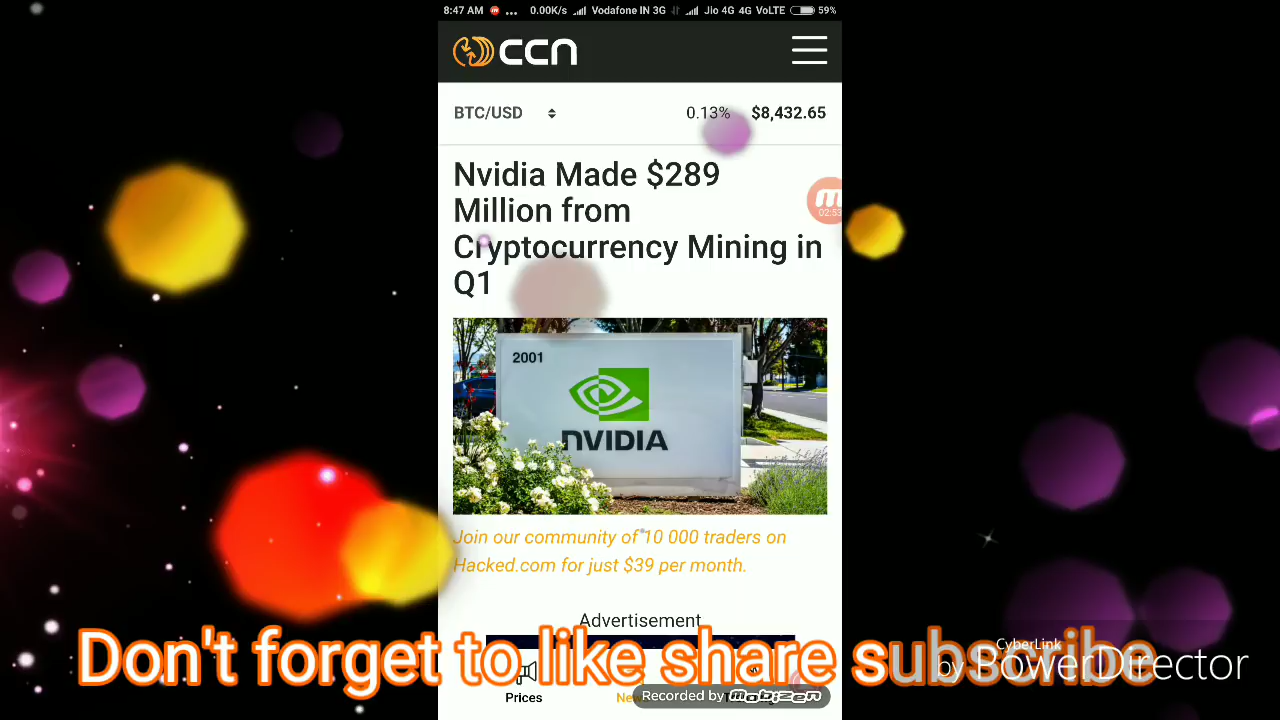 8:47 AM ... 0.00K/s Vodafone IN 3G Jio 4G 4G VoLTE 59%
ccn
BTC/USD 0.13% $8,432.65
Nvidia Made $289
Million from
Cryptocurrency Mining in
Q1
02:53
2001
NVIDIA
Join our community of 10 000 traders on
Hacked.com for just $39 per month.
Advertisement
Don't forget to like share subscribe
CyberLink
by PowerDirector
Prices
Recorded by mobizen